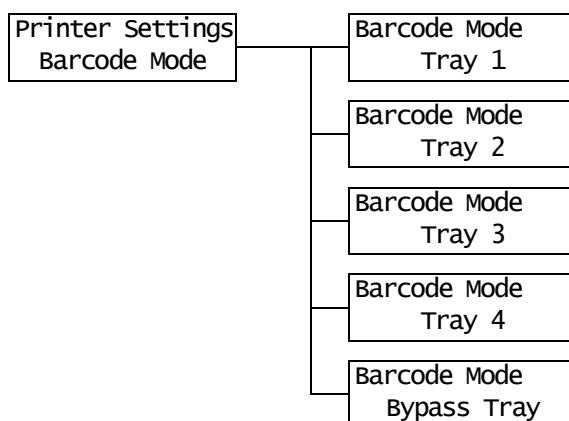 Printer Settings
Barcode Mode
Barcode Mode
Tray 1
Barcode Mode
Tray 2
Barcode Mode
Tray 3
Barcode Mode
Tray 4
Barcode Mode
Bypass Tray